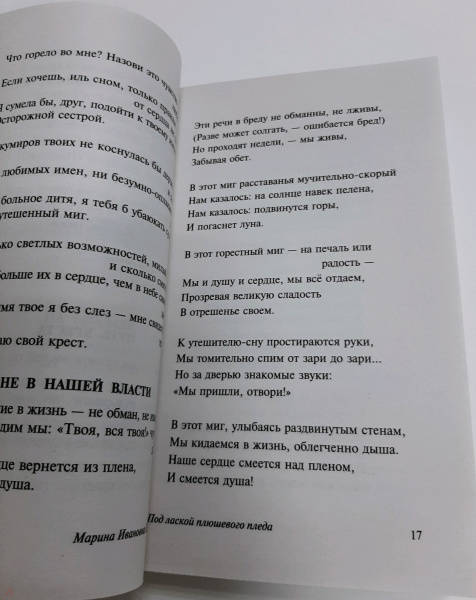 Что горело во мне? Назови это
Если хочешь, иль сном, только
от сердца
Я сумела бы, друг, подойти к твоему
Осторожной сестрой.
кумиров твоих не коснулась бы
любимых имен, ни безумно-
больное дитя, я тебя б убаюкать
утешенный миг.
ко светлых возможностей,
и сколько
больше их в сердце, чем в небе
мя твое я без слез — мне
аю свой крест.
НЕ В НАШЕЙ ВЛАСТИ
ие в жизнь — не обман, не
дим мы: «Твоя, вся твоя!»
це вернется из плена,
душа.
Марина
Эти речи в бреду не обманны, не лживы,
(Разве может солгать, — ошибается бред!)
Но проходят недели, — мы живы,
Забывая обет.
В этот миг расставанья мучительно-скорый
Нам казалось: на солнце навек пелена,
Нам казалось: подвинутся горы,
И погаснет луна.
В этот горестный миг — на печаль или
радость —
Мы и душу и сердце, мы всё отдаем,
Прозревая великую сладость
В отрешенье своем.
К утешителю-сну простираются руки,
Мы томительно спим от зари до зари...
Но за дверью знакомые звуки:
«Мы пришли, отвори!»
В этот миг, улыбаясь раздвинутым стенам,
Мы кидаемся в жизнь, облегченно дыша.
Наше сердце смеется над пленом,
И смеется душа!
Под лаской плюшевого пледа
17